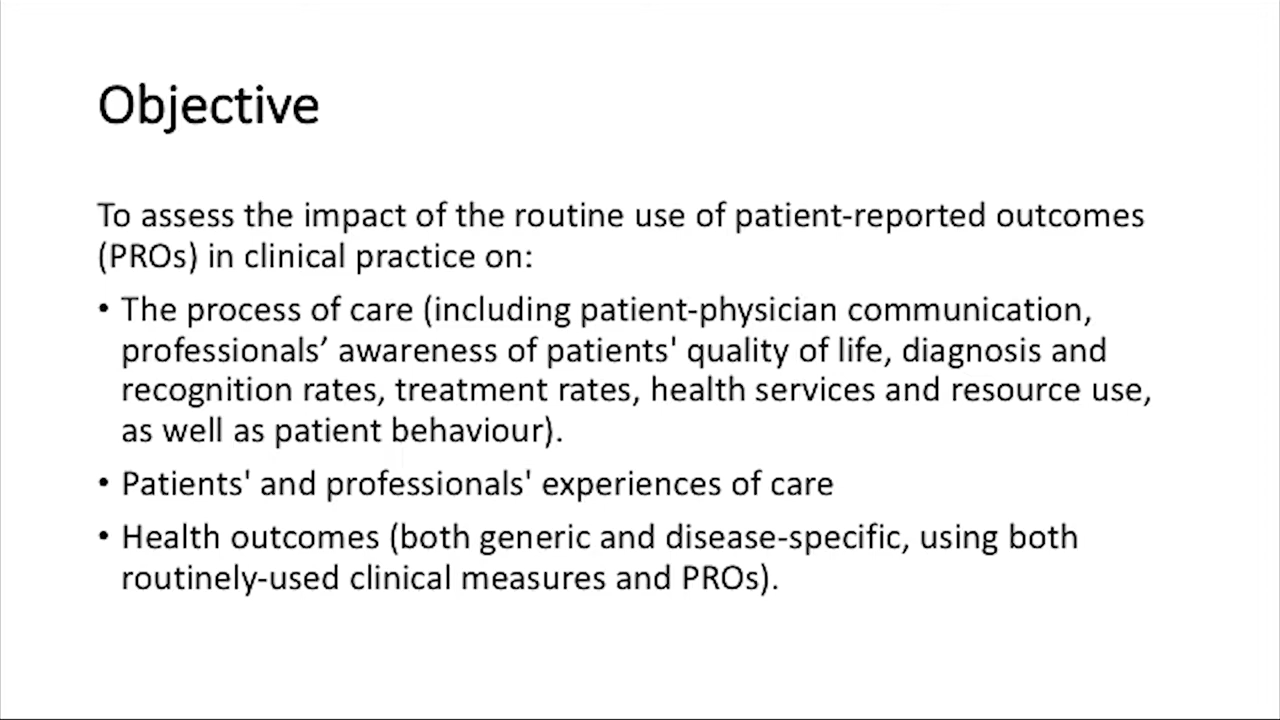 Objective
To assess the impact of the routine use of patient-reported outcomes
(PROs) in clinical practice on:
• The process of care (including patient-physician communication,
professionals’ awareness of patients' quality of life, diagnosis and
recognition rates, treatment rates, health services and resource use,
as well as patient behaviour).
• Patients' and professionals' experiences of care
• Health outcomes (both generic and disease-specific, using both
routinely-used clinical measures and PROs).